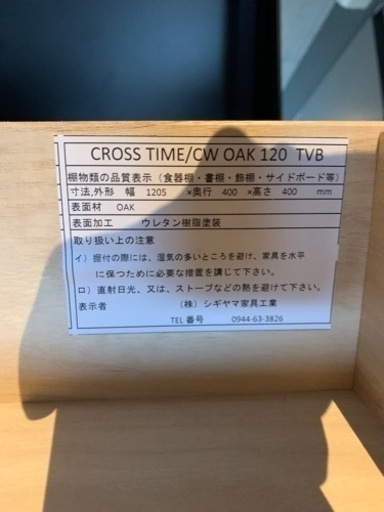 CROSS TIME/CW OAK 120 TVB
棚物類の品質表示（食器棚・書棚・飾棚・サイドボード等）
寸法,外形 幅 1205 ×奥行 400 ×高さ 400 mm
表面材 OAK
表面加工 ウレタン樹脂塗装
取り扱い上の注意
イ）据付の際には、湿気の多いところを避け、家具を水平
に保つために必要な措置を講じて下さい。
ロ）直射日光、又は、ストーブなどの熱を避けて下さい。
表示者 （株）シギヤマ家具工業
TEL番号 0944-63-3826